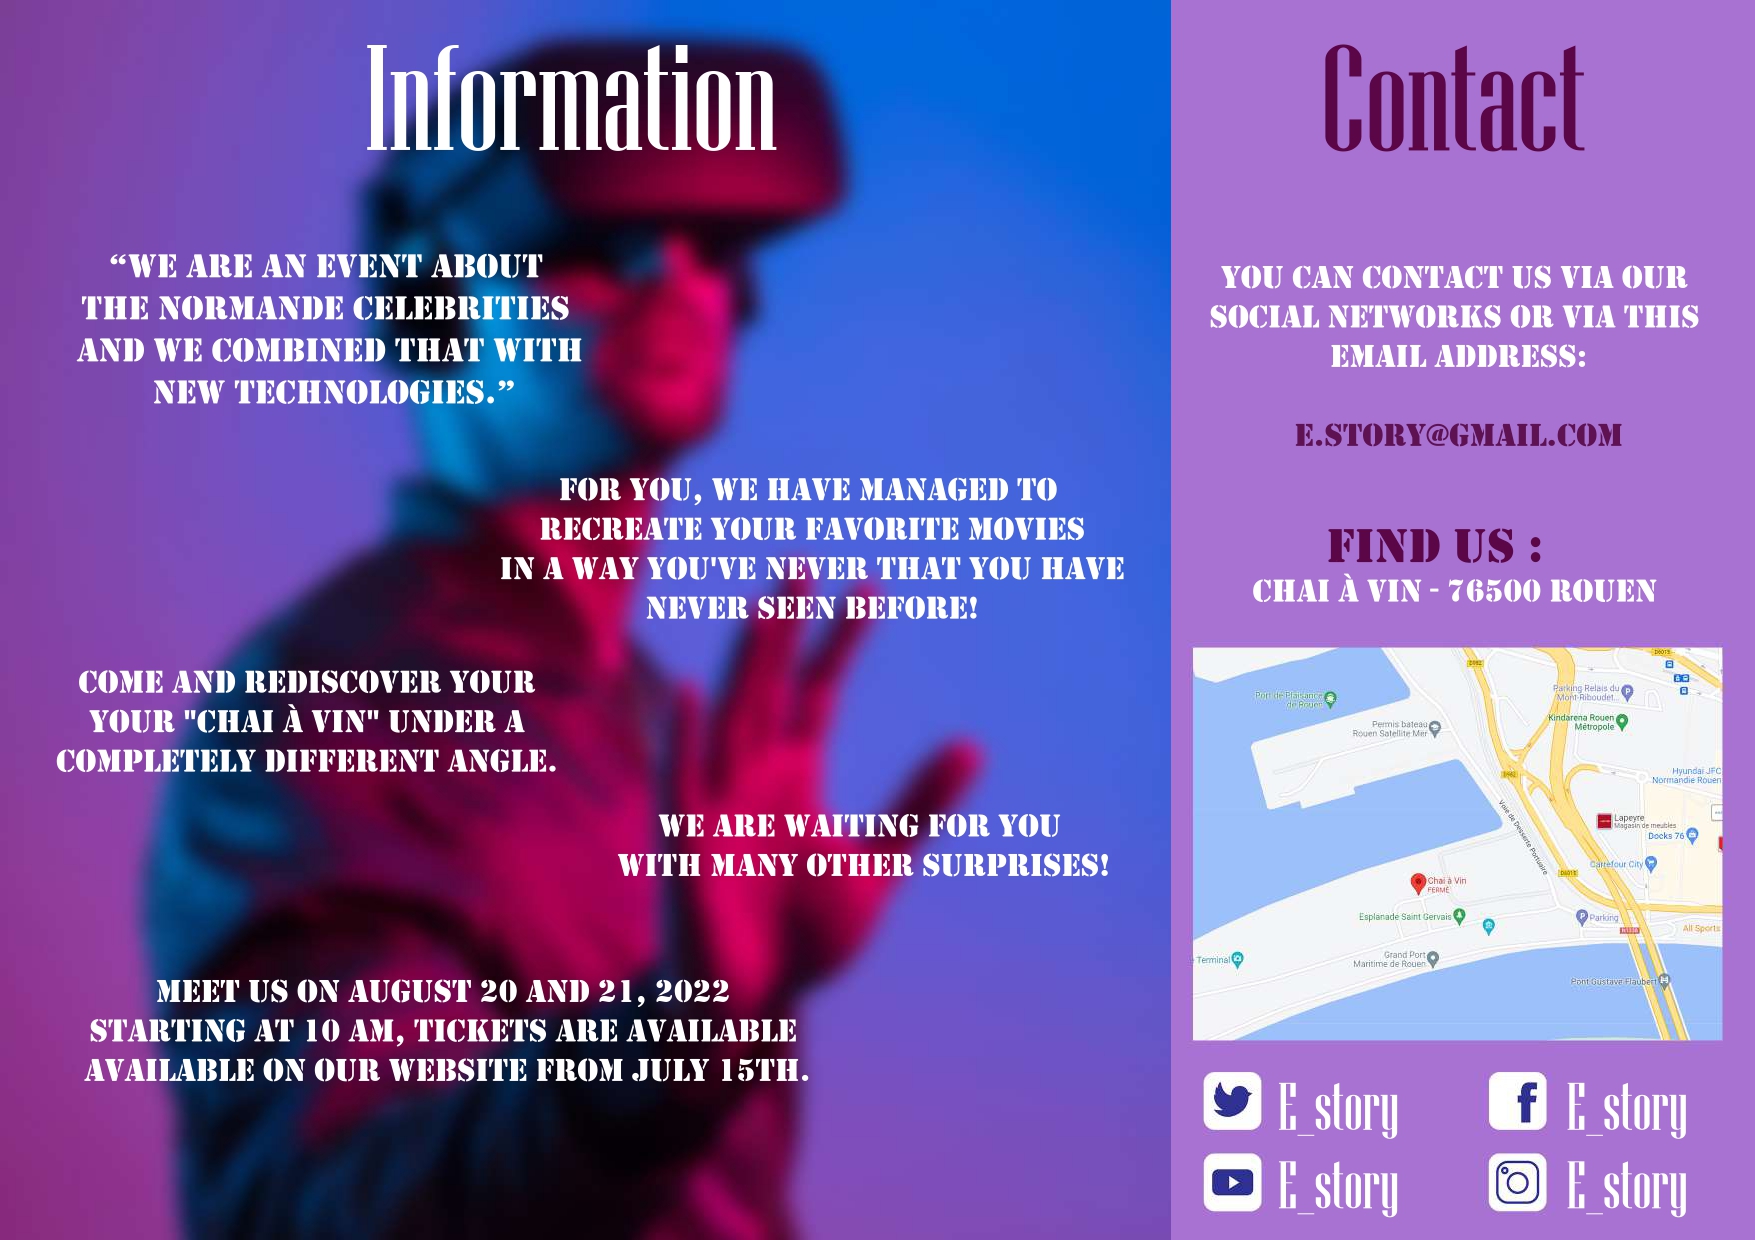 Information
“WE ARE AN EVENT ABOUT
THE NORMANDE CELEBRITIES
AND WE COMBINED THAT WITH
NEW TECHNOLOGIES.”
FOR YOU, WE HAVE MANAGED TO
RECREATE YOUR FAVORITE MOVIES
IN A WAY YOU'VE NEVER THAT YOU HAVE
NEVER SEEN BEFORE!
COME AND REDISCOVER YOUR
YOUR "CHAI À VIN" UNDER A
COMPLETELY DIFFERENT ANGLE.
WE ARE WAITING FOR YOU
WITH MANY OTHER SURPRISES!
MEET US ON AUGUST 20 AND 21, 2022
STARTING AT 10 AM, TICKETS ARE AVAILABLE
AVAILABLE ON OUR WEBSITE FROM JULY 15TH.
Contact
YOU CAN CONTACT US VIA OUR
SOCIAL NETWORKS OR VIA THIS
EMAIL ADDRESS:
E.STORY@GMAIL.COM
FIND US :
CHAI À VIN - 76500 ROUEN
D6015
D982
Parking Relais du
Mont-Riboudet...
Port de Plaisance
de Rouen
Kindarena Rouen
Métropole
Permis bateau
Rouen Satellite Mer
Hyundai JFC
Normandie Rouen
D982
Voie de Desserte Portuaire
Lapeyre
Magasin de meubles
Docks 76
Carrefour City
D6015
Chai à Vin
FERMÉ
Esplanade Saint Gervais
Parking
All Sports
Grand Port
Maritime de Rouen
e Terminal
Pont Gustave Flaubert
E_story
E_story
E_story
E_story